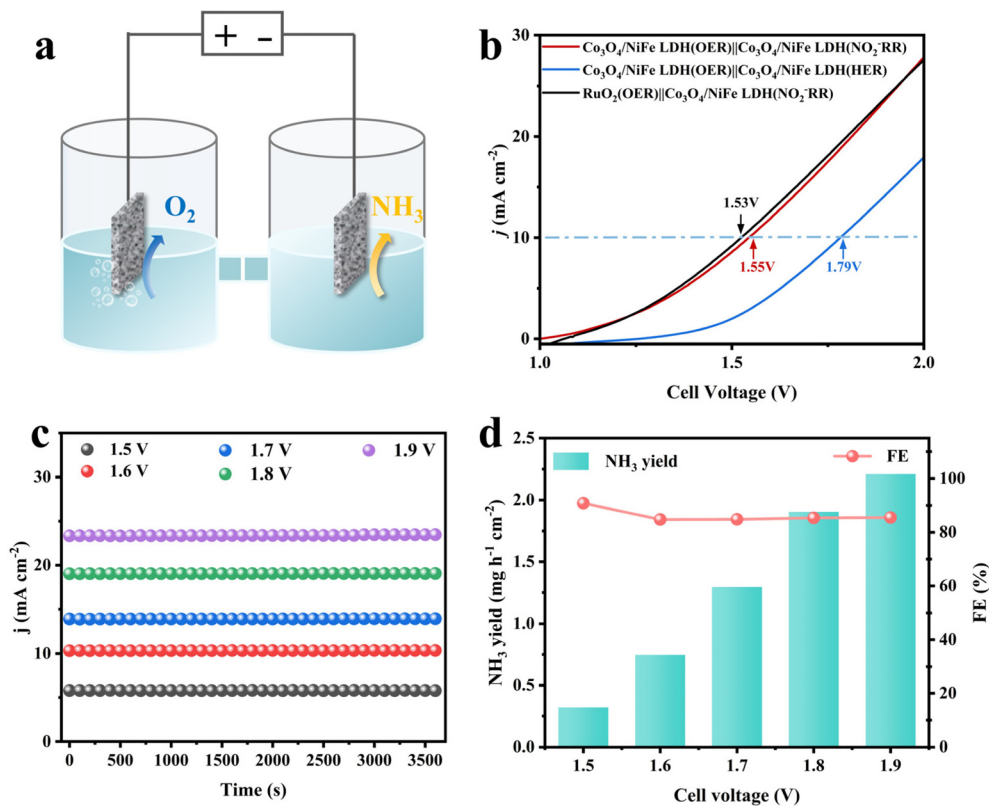 a
+ -
O₂
NH₃
b
Co₃O₄/NiFe LDH(OER)||Co₃O₄/NiFe LDH(NO₂⁻RR)
Co₃O₄/NiFe LDH(OER)||Co₃O₄/NiFe LDH(HER)
RuO₂(OER)||Co₃O₄/NiFe LDH(NO₂⁻RR)
j (mA cm⁻²)
30
20
10
0
1.53V
1.55V
1.79V
1.0
1.5
2.0
Cell Voltage (V)
c
1.5 V
1.7 V
1.9 V
1.6 V
1.8 V
j (mA cm⁻²)
30
20
10
0
0
500
1000
1500
2000
2500
3000
3500
Time (s)
d
NH₃ yield
FE
NH₃ yield (mg h⁻¹ cm⁻²)
2.5
2.0
1.5
1.0
0.5
0.0
FE (%)
100
80
60
40
20
0
1.5
1.6
1.7
1.8
1.9
Cell voltage (V)